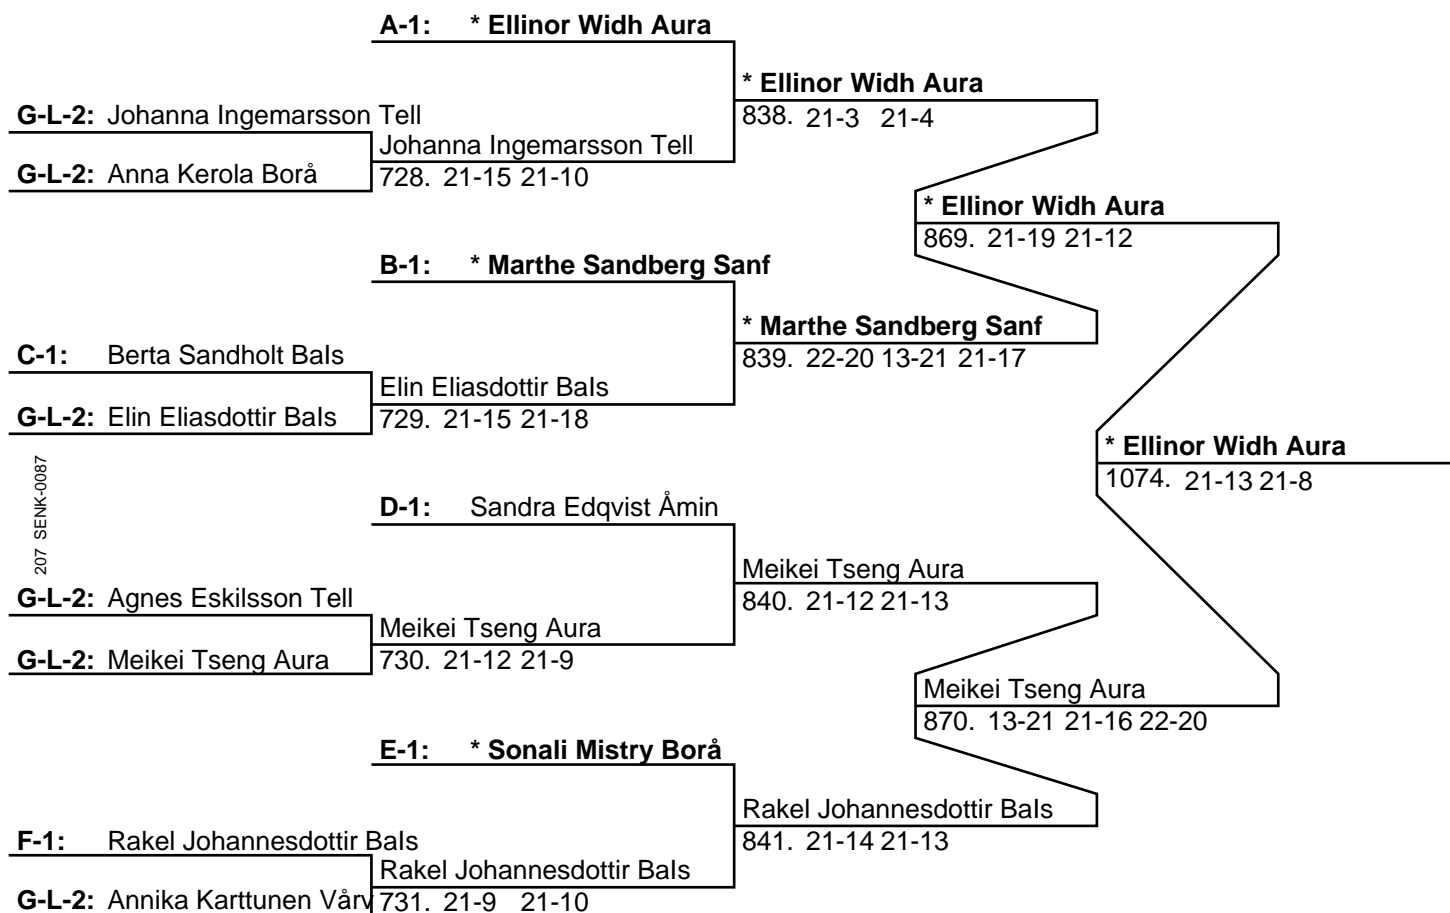 A-1: * Ellinor Widh Aura
* Ellinor Widh Aura
838. 21-3 21-4
G-L-2: Johanna Ingemarsson Tell
Johanna Ingemarsson Tell
G-L-2: Anna Kerola Borå
728. 21-15 21-10
* Ellinor Widh Aura
869. 21-19 21-12
B-1: * Marthe Sandberg Sanf
* Marthe Sandberg Sanf
839. 22-20 13-21 21-17
C-1: Berta Sandholt BaIs
Elin Eliasdottir BaIs
G-L-2: Elin Eliasdottir BaIs
729. 21-15 21-18
* Ellinor Widh Aura
1074. 21-13 21-8
207 SENK-0087
D-1: Sandra Edqvist Åmin
Meikei Tseng Aura
840. 21-12 21-13
G-L-2: Agnes Eskilsson Tell
Meikei Tseng Aura
G-L-2: Meikei Tseng Aura
730. 21-12 21-9
Meikei Tseng Aura
870. 13-21 21-16 22-20
E-1: * Sonali Mistry Borå
Rakel Johannesdottir BaIs
841. 21-14 21-13
F-1: Rakel Johannesdottir BaIs
Rakel Johannesdottir BaIs
G-L-2: Annika Karttunen Vårv
731. 21-9 21-10